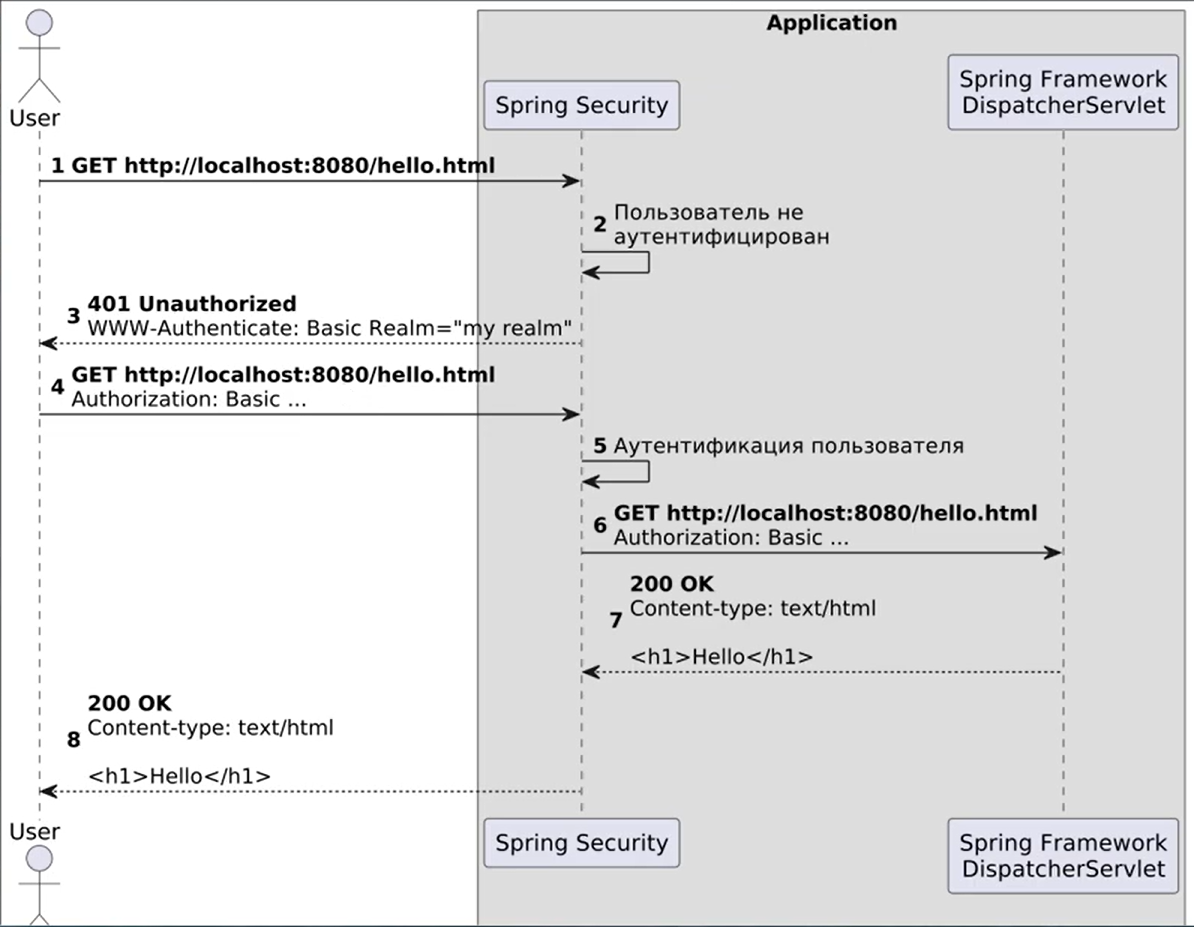 Application
Spring Framework
DispatcherServlet
Spring Security
User
1 GET http://localhost:8080/hello.html
2 Пользователь не
аутентифицирован
3 401 Unauthorized
WWW-Authenticate: Basic Realm="my realm"
4 GET http://localhost:8080/hello.html
Authorization: Basic ...
5 Аутентификация пользователя
6 GET http://localhost:8080/hello.html
Authorization: Basic ...
7 200 OK
Content-type: text/html
<h1>Hello</h1>
8 200 OK
Content-type: text/html
<h1>Hello</h1>
User
Spring Security
Spring Framework
DispatcherServlet